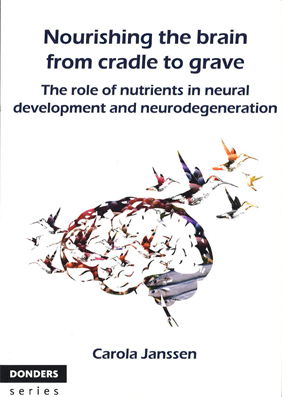 Nourishing the brain
from cradle to grave
The role of nutrients in neural
development and neurodegeneration
Carola Janssen
DONDERS
series